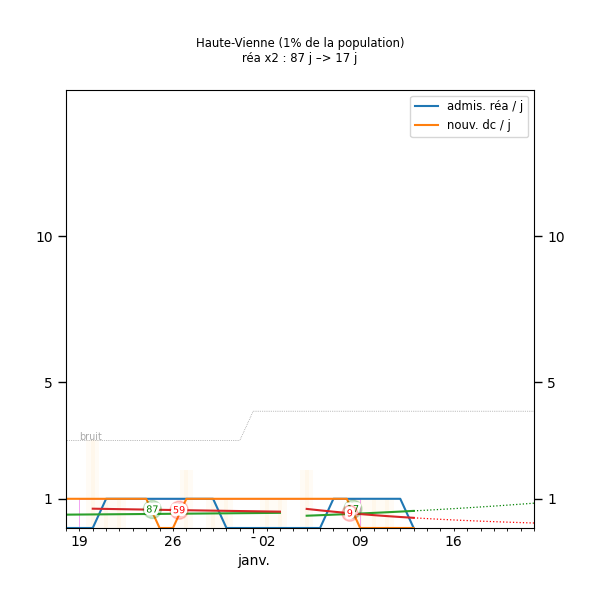 Haute-Vienne (1% de la population)
réa x2 : 87 j –> 17 j
admis. réa / j
nouv. dc / j
10 10
5 5
bruit
1 1
87 -59 9
19 26 - 02 09 16
janv.